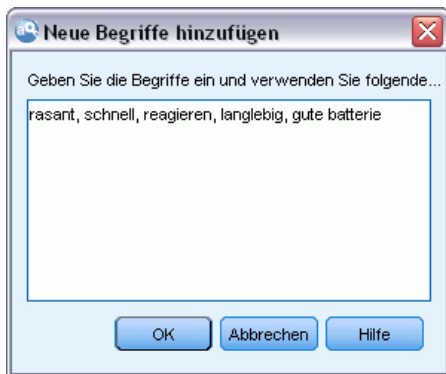 Neue Begriffe hinzufügen
Geben Sie die Begriffe ein und verwenden Sie folgende...
rasant, schnell, reagieren, langlebig, gute batterie
OK Abbrechen Hilfe